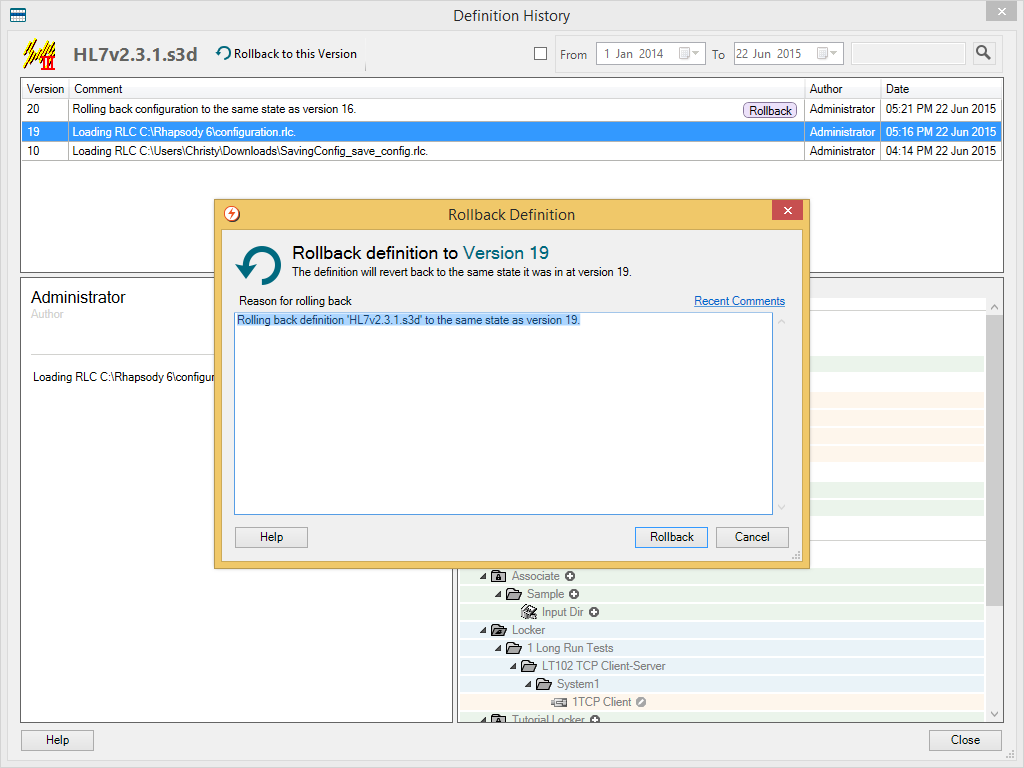 Definition History
HL7v2.3.1.s3d
Rollback to this Version
From 1 Jan 2014 To 22 Jun 2015
Version Comment Author Date
20 Rolling back configuration to the same state as version 16. Rollback Administrator 05:21 PM 22 Jun 2015
19 Loading RLC C:\Rhapsody 6\configuration.rlc. Administrator 05:16 PM 22 Jun 2015
10 Loading RLC C:\Users\Christy\Downloads\SavingConfig_save_config.rlc. Administrator 04:14 PM 22 Jun 2015
Rollback Definition
Rollback definition to Version 19
The definition will revert back to the same state it was in at version 19.
Reason for rolling back Recent Comments
Rolling back definition 'HL7v2.3.1.s3d' to the same state as version 19.
Help Rollback Cancel
Administrator
Author
Loading RLC C:\Rhapsody 6\configur
Associate
Sample
Input Dir
Locker
1 Long Run Tests
LT102 TCP Client-Server
System1
1TCP Client
Tutorial Locker
Help Close